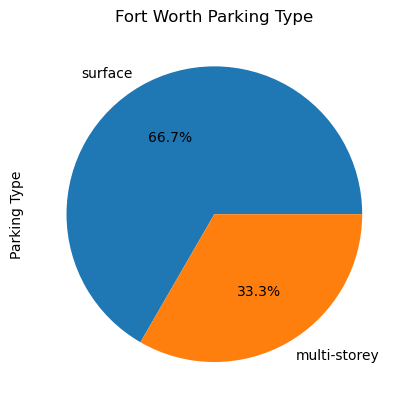 Fort Worth Parking Type
surface
66.7%
Parking Type
33.3%
multi-storey